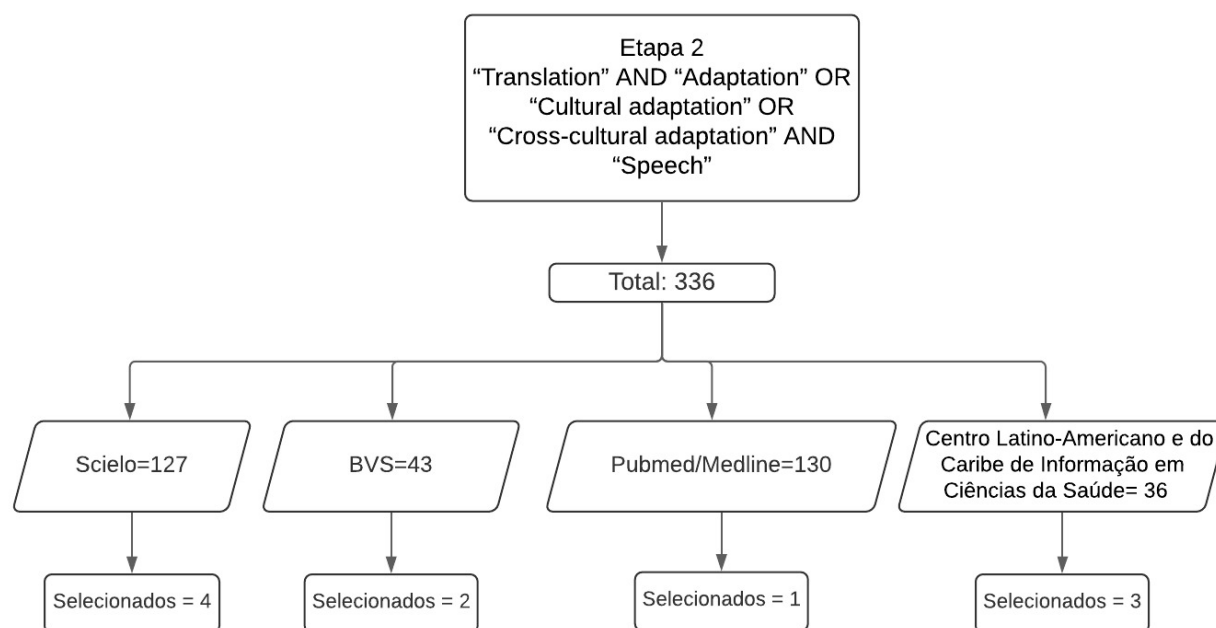 Etapa 2
“Translation” AND “Adaptation” OR
“Cultural adaptation” OR
“Cross-cultural adaptation” AND
“Speech”
Total: 336
Scielo=127
BVS=43
Pubmed/Medline=130
Centro Latino-Americano e do
Caribe de Informação em
Ciências da Saúde= 36
Selecionados = 4
Selecionados = 2
Selecionados = 1
Selecionados = 3